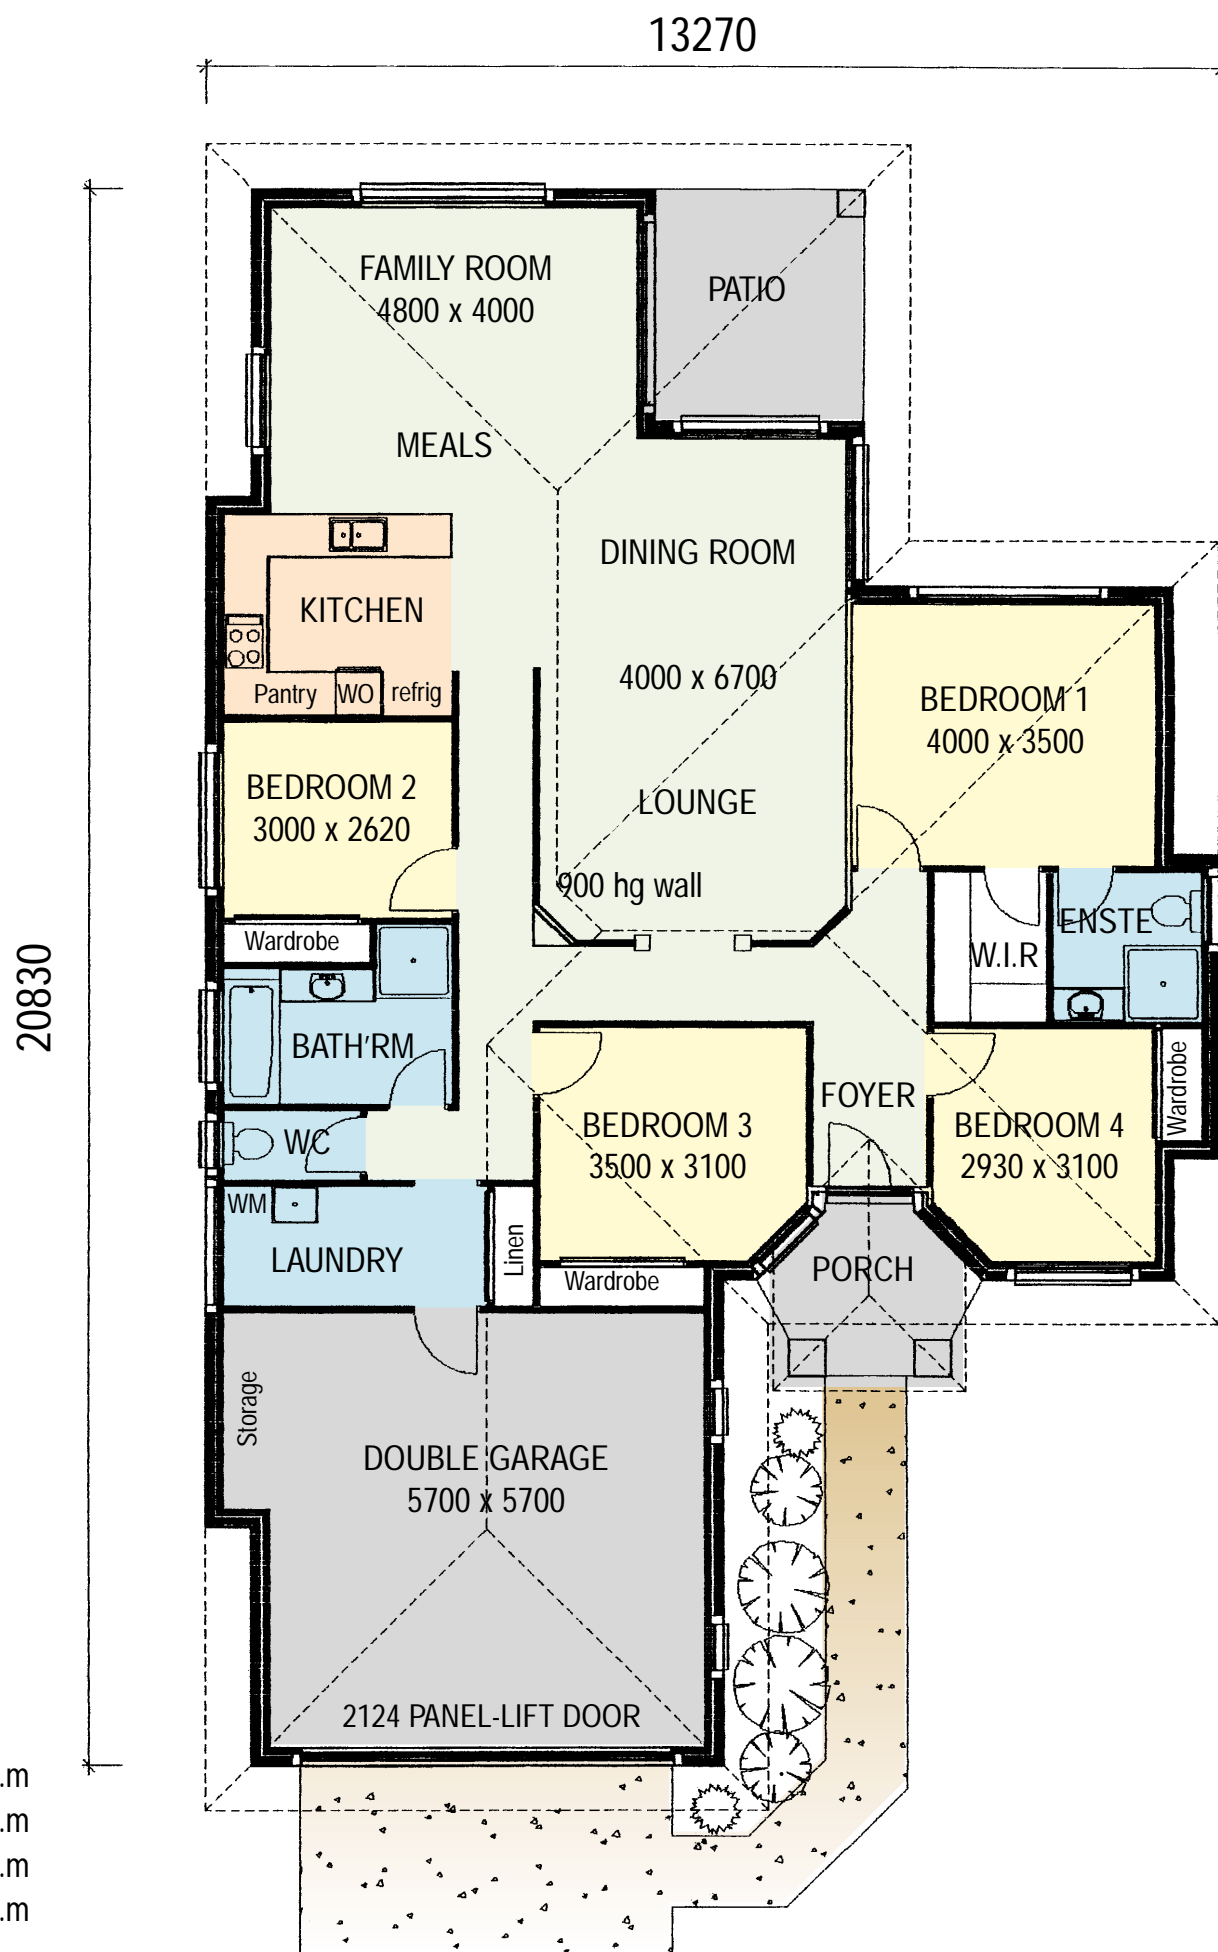 13270
FAMILY ROOM
4800 x 4000
PATIO
MEALS
DINING ROOM
KITCHEN
4000 x 6700
Pantry
WO
refrig
BEDROOM 1
4000 x 3500
BEDROOM 2
3000 x 2620
LOUNGE
900 hg wall
ENSTE
Wardrobe
W.I.R
20830
BATH'RM
Wardrobe
FOYER
BEDROOM 3
3500 x 3100
BEDROOM 4
2930 x 3100
WC
WM
LAUNDRY
Linen
PORCH
Wardrobe
Storage
DOUBLE GARAGE
5700 x 5700
2124 PANEL-LIFT DOOR
.m
.m
.m
.m